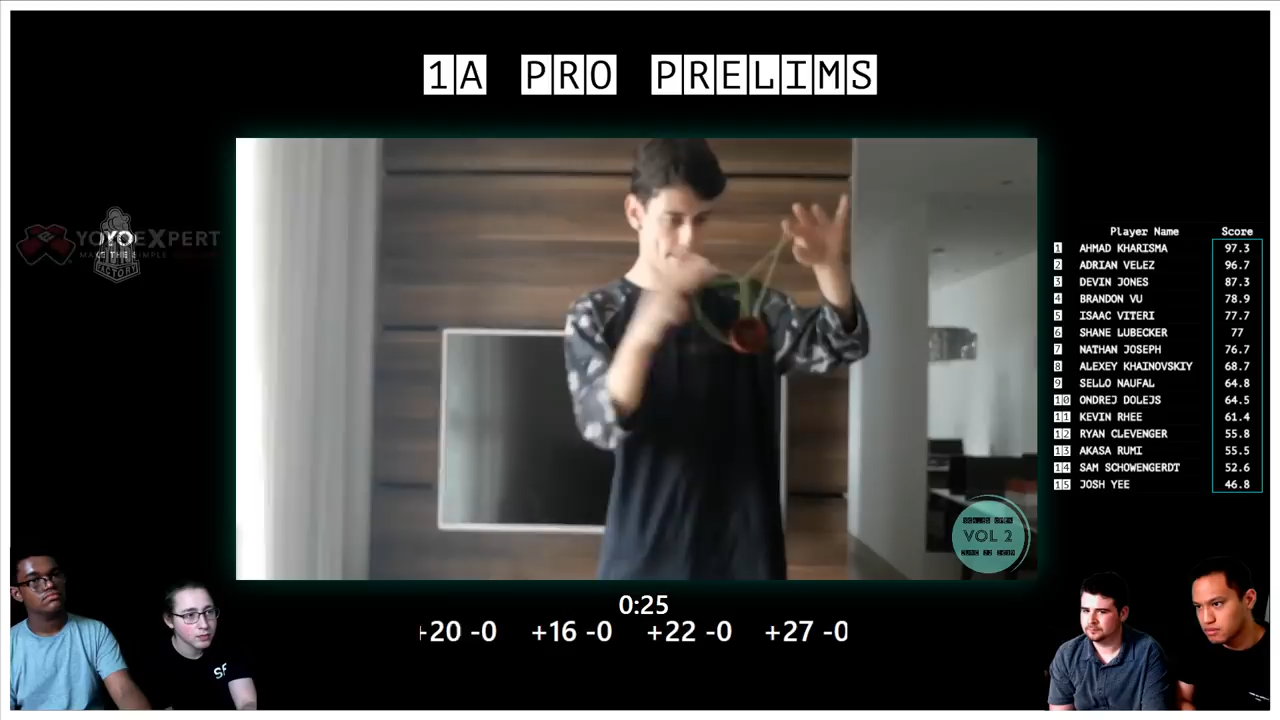 1A PRO PRELIMS
YOYOEXPERT
FACTORY
Player Name Score
1 AHMAD KHARISMA 97.3
2 ADRIAN VELEZ 96.7
3 DEVIN JONES 87.3
4 BRANDON VU 78.9
5 ISAAC VITERI 77.7
6 SHANE LUBECKER 77
7 NATHAN JOSEPH 76.7
8 ALEXEY KHAINOVSKIY 68.7
9 SELLO NAUFAL 64.8
10 ONDREJ DOLEJS 64.5
11 KEVIN RHEE 61.4
12 RYAN CLEVENGER 55.8
13 AKASA RUMI 55.5
14 SAM SCHOWENGERDT 52.6
15 JOSH YEE 46.8
VOL 2
0:25
+20 -0 +16 -0 +22 -0 +27 -0